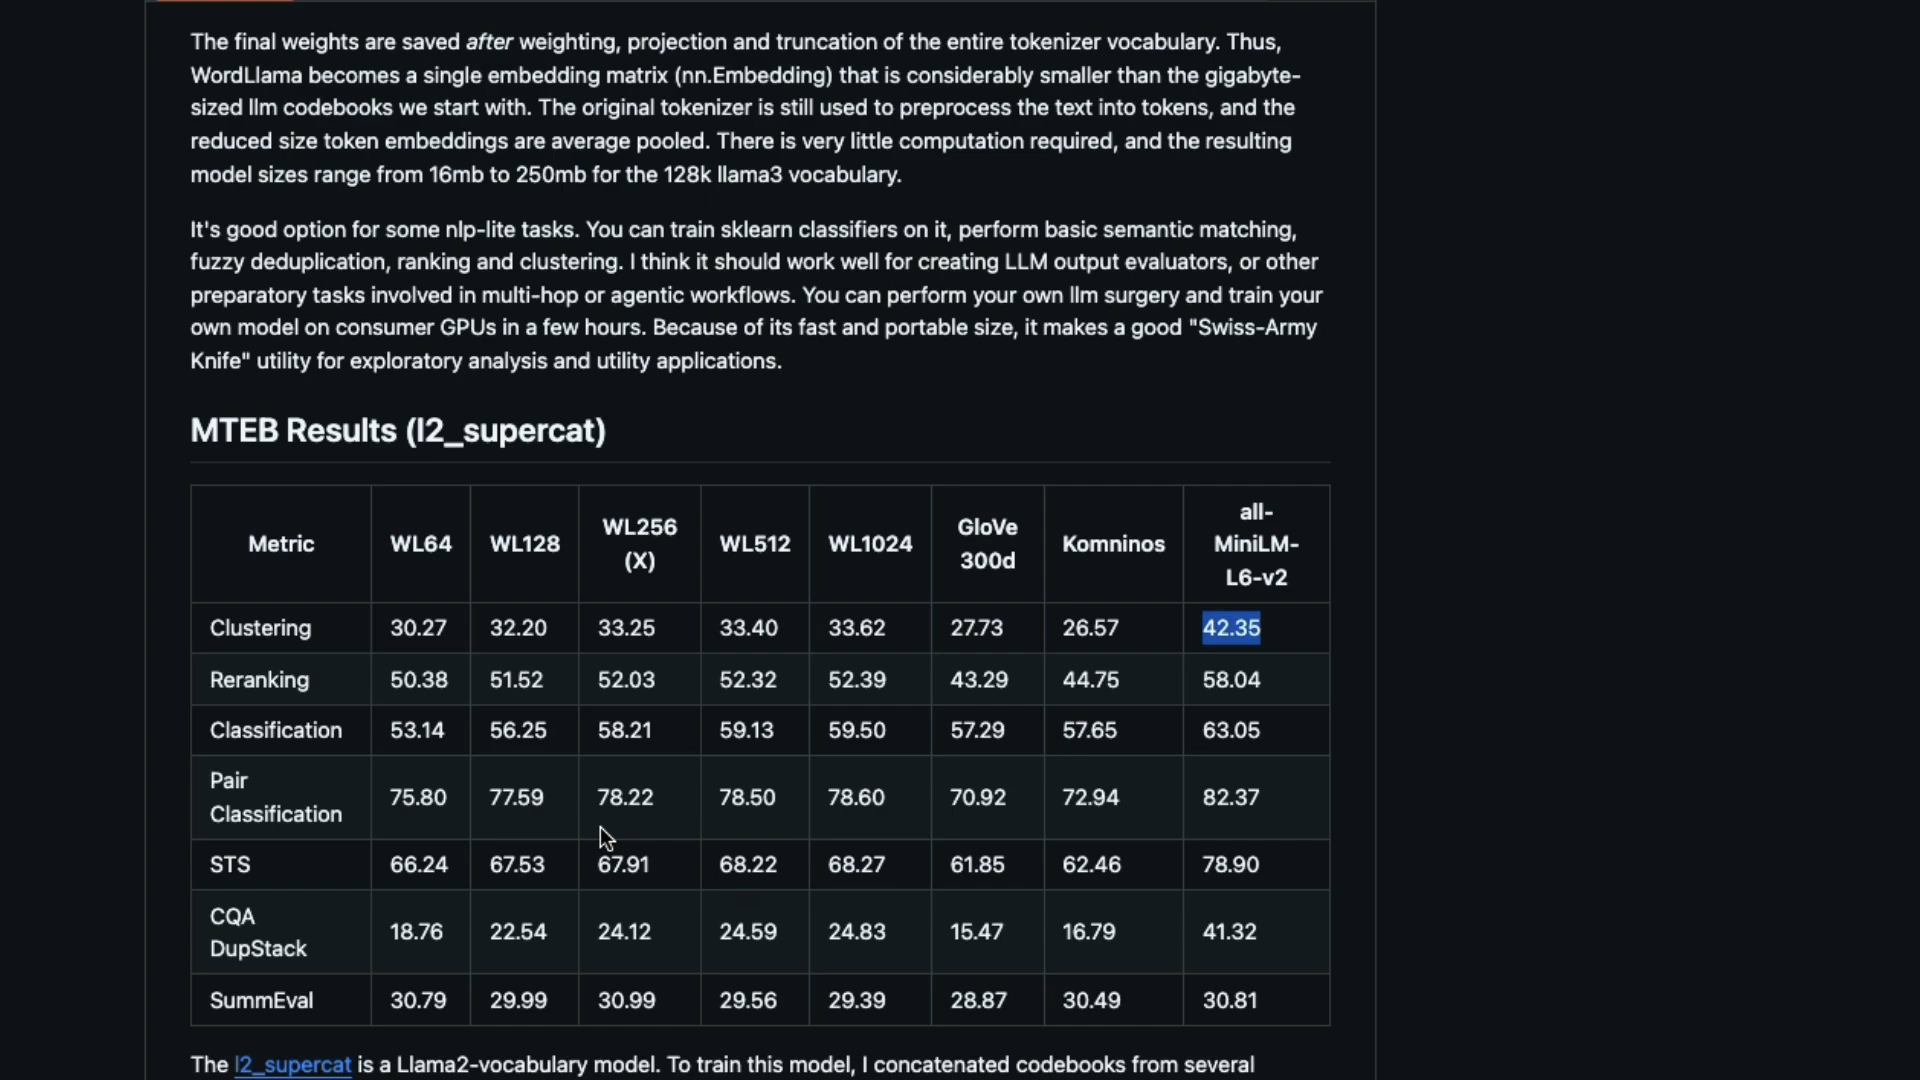 The final weights are saved after weighting, projection and truncation of the entire tokenizer vocabulary. Thus,
WordLlama becomes a single embedding matrix (nn.Embedding) that is considerably smaller than the gigabyte-
sized llm codebooks we start with. The original tokenizer is still used to preprocess the text into tokens, and the
reduced size token embeddings are average pooled. There is very little computation required, and the resulting
model sizes range from 16mb to 250mb for the 128k llama3 vocabulary.
It's good option for some nlp-lite tasks. You can train sklearn classifiers on it, perform basic semantic matching,
fuzzy deduplication, ranking and clustering. I think it should work well for creating LLM output evaluators, or other
preparatory tasks involved in multi-hop or agentic workflows. You can perform your own llm surgery and train your
own model on consumer GPUs in a few hours. Because of its fast and portable size, it makes a good "Swiss-Army
Knife" utility for exploratory analysis and utility applications.
MTEB Results (l2_supercat)
Metric WL64 WL128 WL256 (X) WL512 WL1024 GloVe 300d Komninos all-MiniLM-L6-v2
Clustering 30.27 32.20 33.25 33.40 33.62 27.73 26.57 42.35
Reranking 50.38 51.52 52.03 52.32 52.39 43.29 44.75 58.04
Classification 53.14 56.25 58.21 59.13 59.50 57.29 57.65 63.05
Pair Classification 75.80 77.59 78.22 78.50 78.60 70.92 72.94 82.37
STS 66.24 67.53 67.91 68.22 68.27 61.85 62.46 78.90
CQA DupStack 18.76 22.54 24.12 24.59 24.83 15.47 16.79 41.32
SummEval 30.79 29.99 30.99 29.56 29.39 28.87 30.49 30.81
The l2_supercat is a Llama2-vocabulary model. To train this model, I concatenated codebooks from several